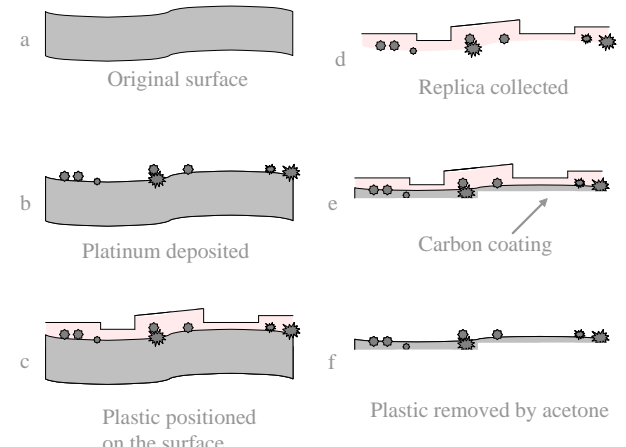 a
Original surface
b
Platinum deposited
c
Plastic positioned
on the surface
d
Replica collected
e
Carbon coating
f
Plastic removed by acetone